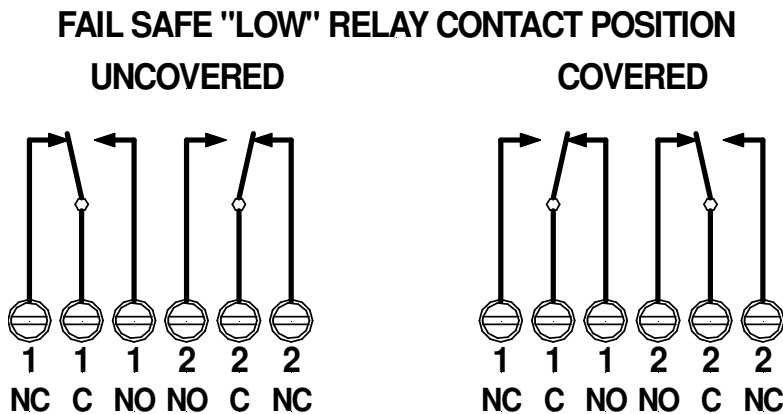 FAIL SAFE "LOW" RELAY CONTACT POSITION
UNCOVERED COVERED
1 1 1 2 2 2 1 1 1 2 2 2
NC C NO NO C NC NC C NO NO C NC